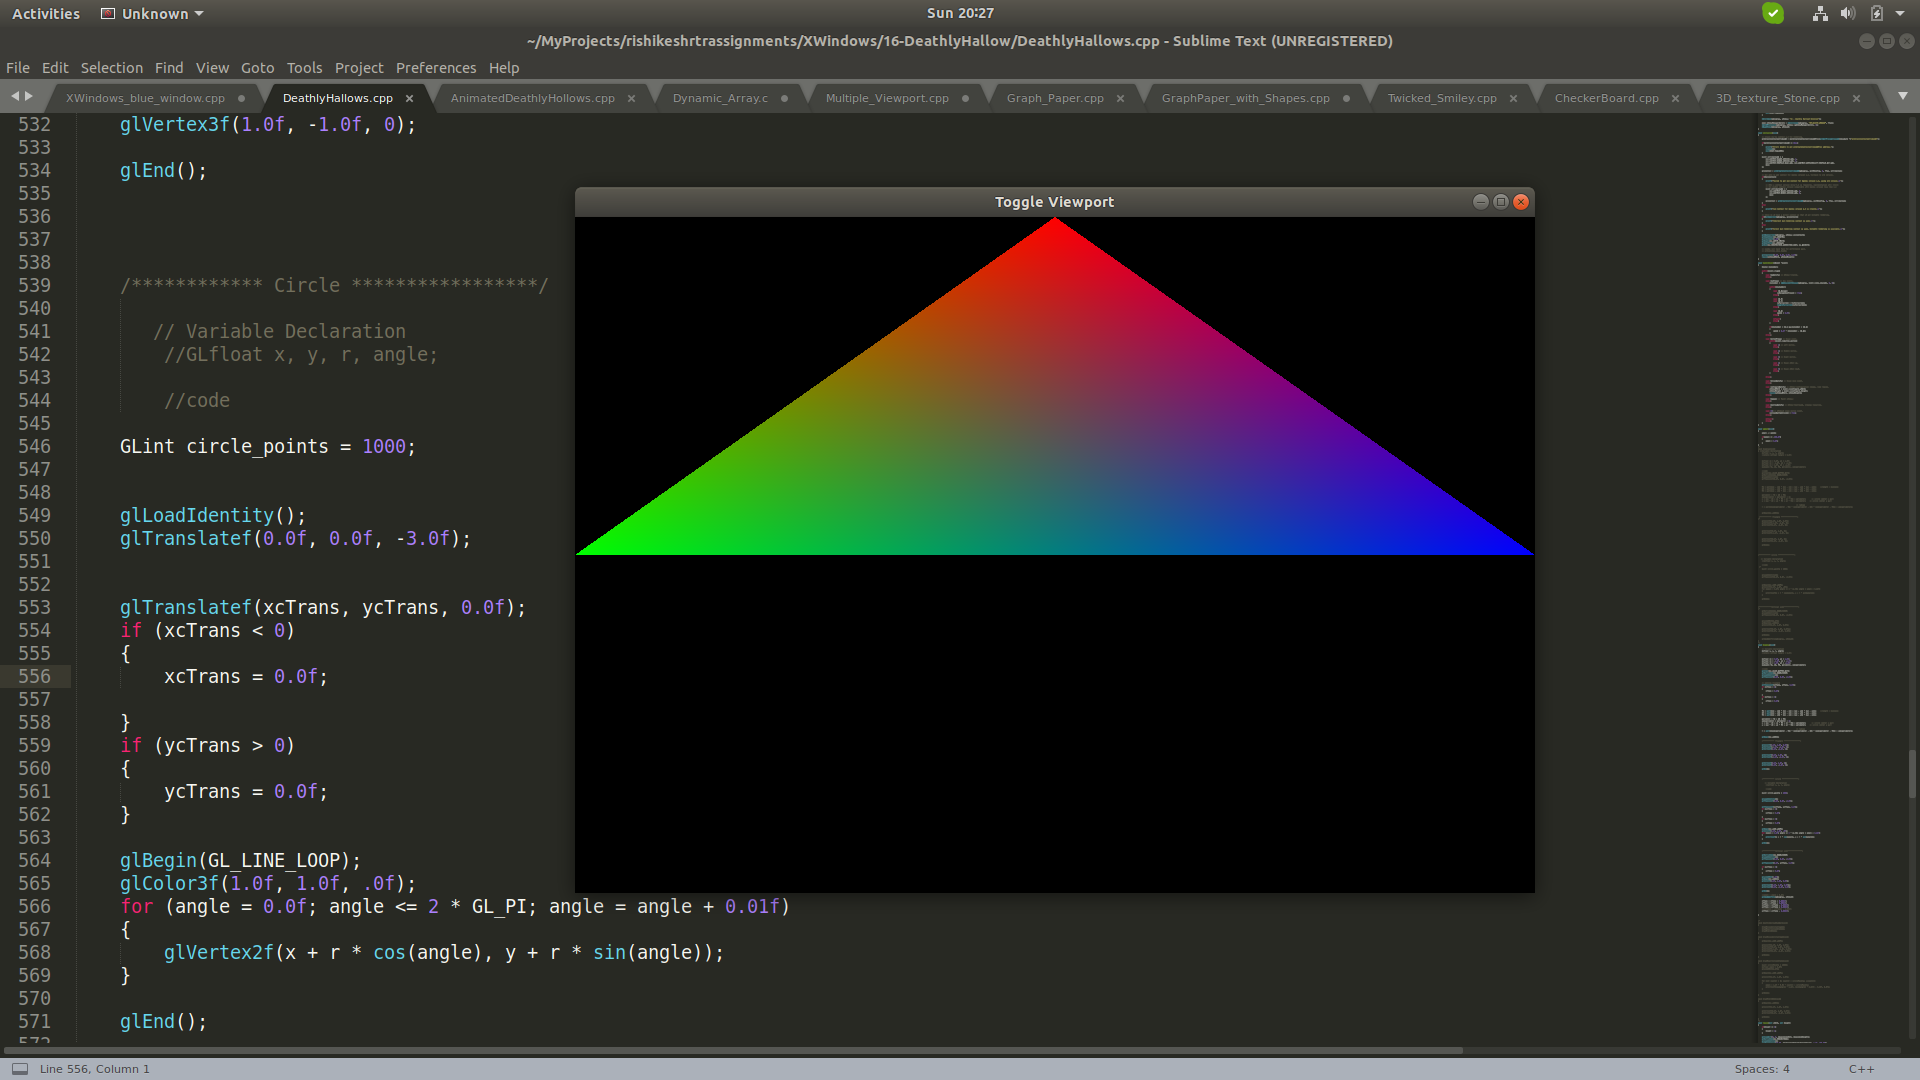 Activities Unknown Sun 20:27
~/MyProjects/rishikeshrtrassignments/XWindows/16-DeathlyHallow/DeathlyHallows.cpp - Sublime Text (UNREGISTERED)
File Edit Selection Find View Goto Tools Project Preferences Help
XWindows_blue_window.cpp DeathlyHallows.cpp AnimatedDeathlyHollows.cpp Dynamic_Array.c Multiple_Viewport.cpp Graph_Paper.cpp GraphPaper_with_Shapes.cpp Twicked_Smiley.cpp CheckerBoard.cpp 3D_texture_Stone.cpp
532 glVertex3f(1.0f, -1.0f, 0);
533
534 glEnd();
535
Toggle Viewport
536
537
538
539 /************ Circle *****************/
540
541 // Variable Declaration
542 //GLfloat x, y, r, angle;
543
544 //code
545
546 GLint circle_points = 1000;
547
548
549 glLoadIdentity();
550 glTranslatef(0.0f, 0.0f, -3.0f);
551
552
553 glTranslatef(xcTrans, ycTrans, 0.0f);
554 if (xcTrans < 0)
555 {
556 xcTrans = 0.0f;
557
558 }
559 if (ycTrans > 0)
560 {
561 ycTrans = 0.0f;
562 }
563
564 glBegin(GL_LINE_LOOP);
565 glColor3f(1.0f, 1.0f, .0f);
566 for (angle = 0.0f; angle <= 2 * GL_PI; angle = angle + 0.01f)
567 {
568 glVertex2f(x + r * cos(angle), y + r * sin(angle));
569 }
570
571 glEnd();
572
Line 556, Column 1 Spaces: 4 C++